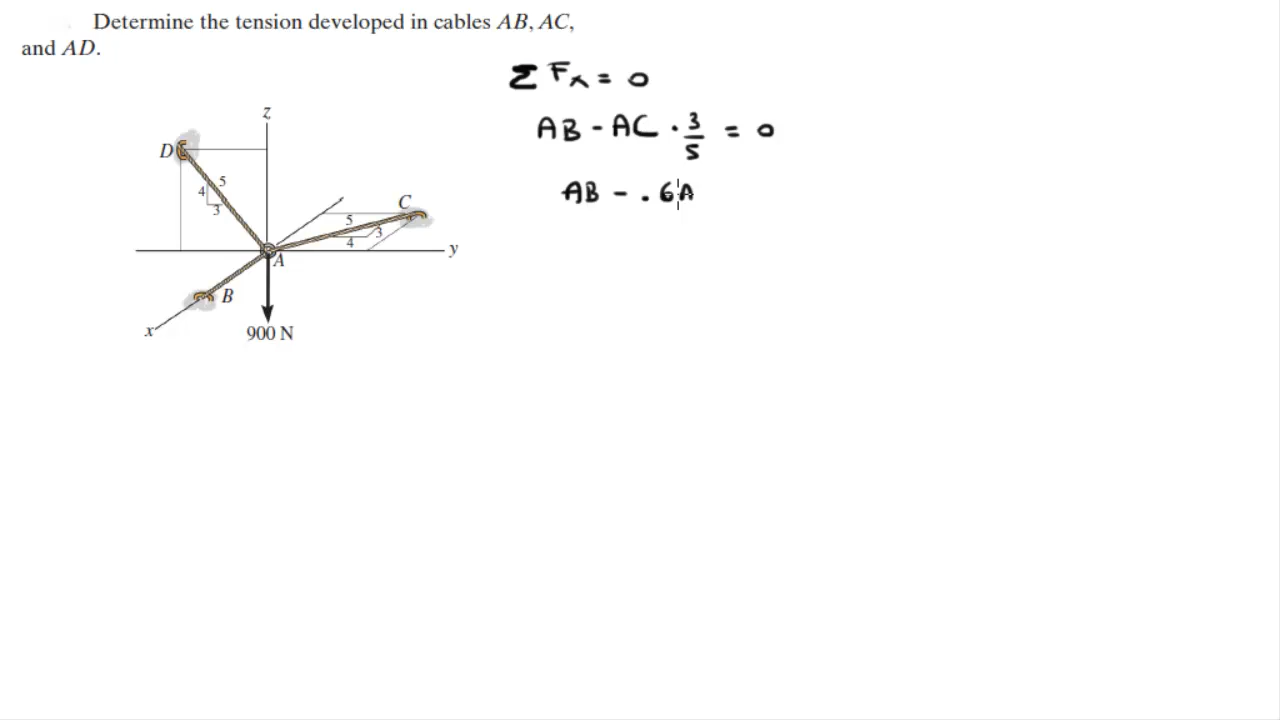 Determine the tension developed in cables AB, AC,
and AD.
Σ Fx = 0
AB - AC · 3/5 = 0
AB - .6A
z
D
5
4
3
C
5
3
4
y
A
B
x
900 N